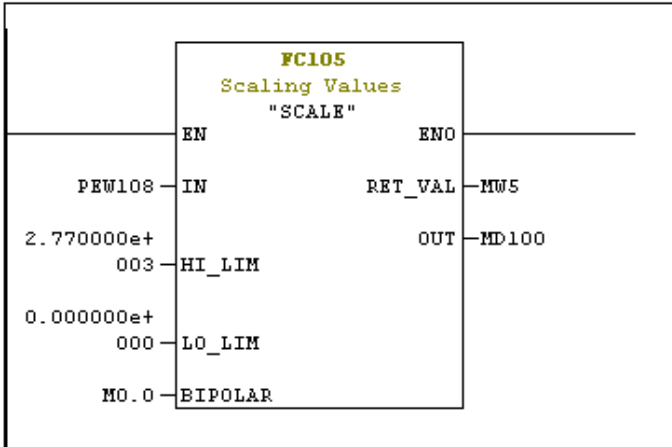 FC105
Scaling Values
"SCALE"
EN ENO
PEW108 IN RET_VAL MW5
2.770000e+ OUT MD100
003 HI_LIM
0.000000e+
000 LO_LIM
M0.0 BIPOLAR